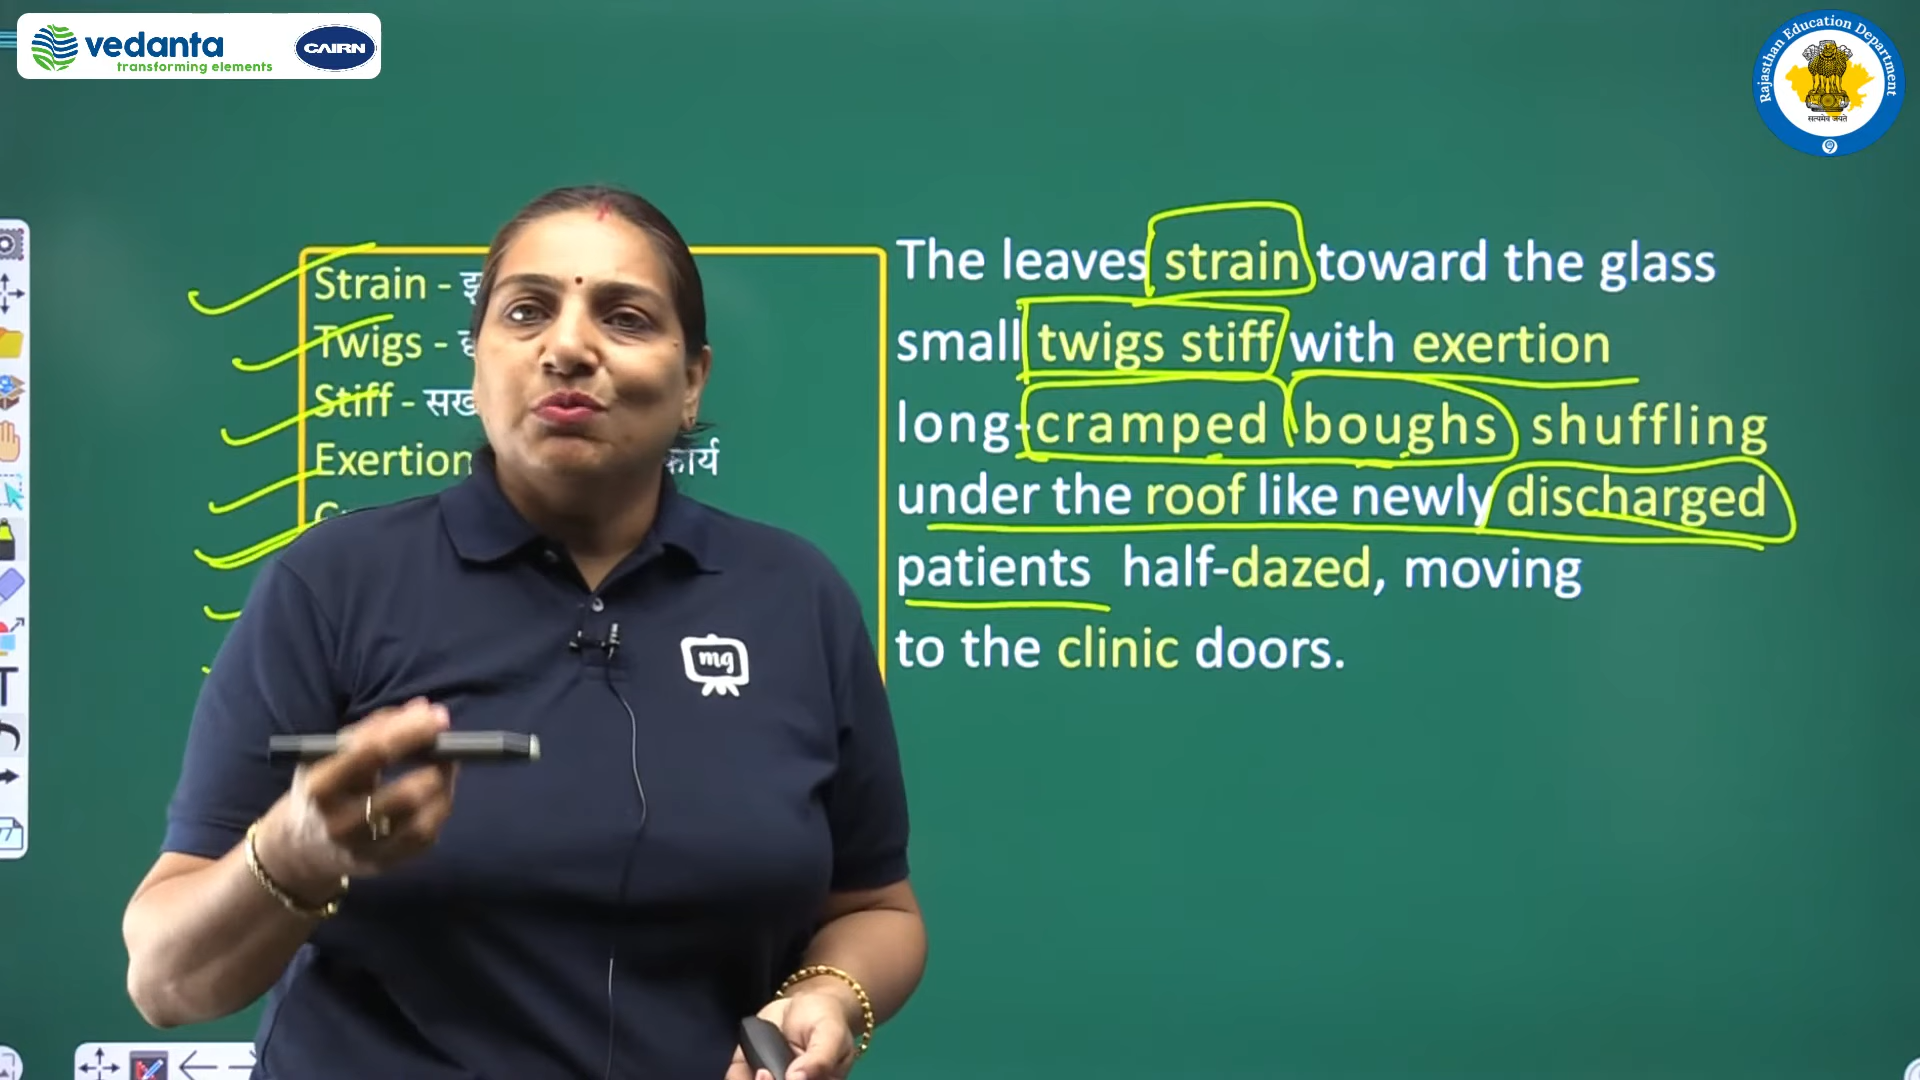 vedanta
transforming elements
CAIRN
Rajasthan Education Department
सत्यमेव जयते
Strain -
Twigs -
Stiff -
Exertion
कार्य
mg
The leaves strain toward the glass
small twigs stiff with exertion
long-cramped boughs shuffling
under the roof like newly discharged
patients half-dazed, moving
to the clinic doors.